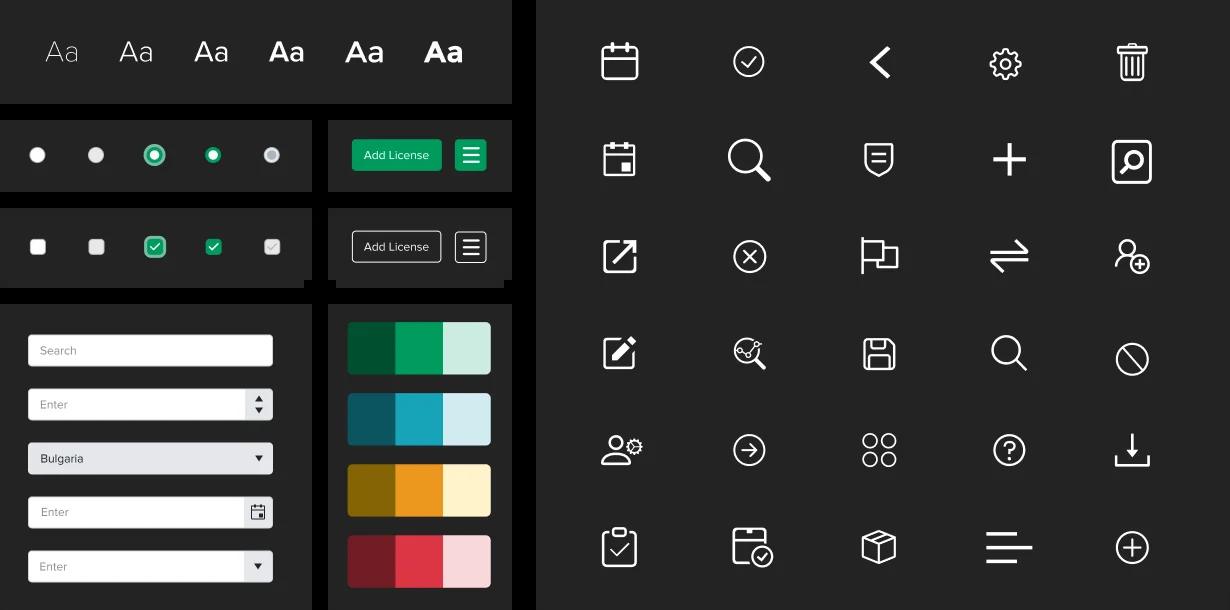 Aa Aa Aa Aa Aa Aa
Add License
Add License
Search
Enter
Bulgaria
Enter
Enter